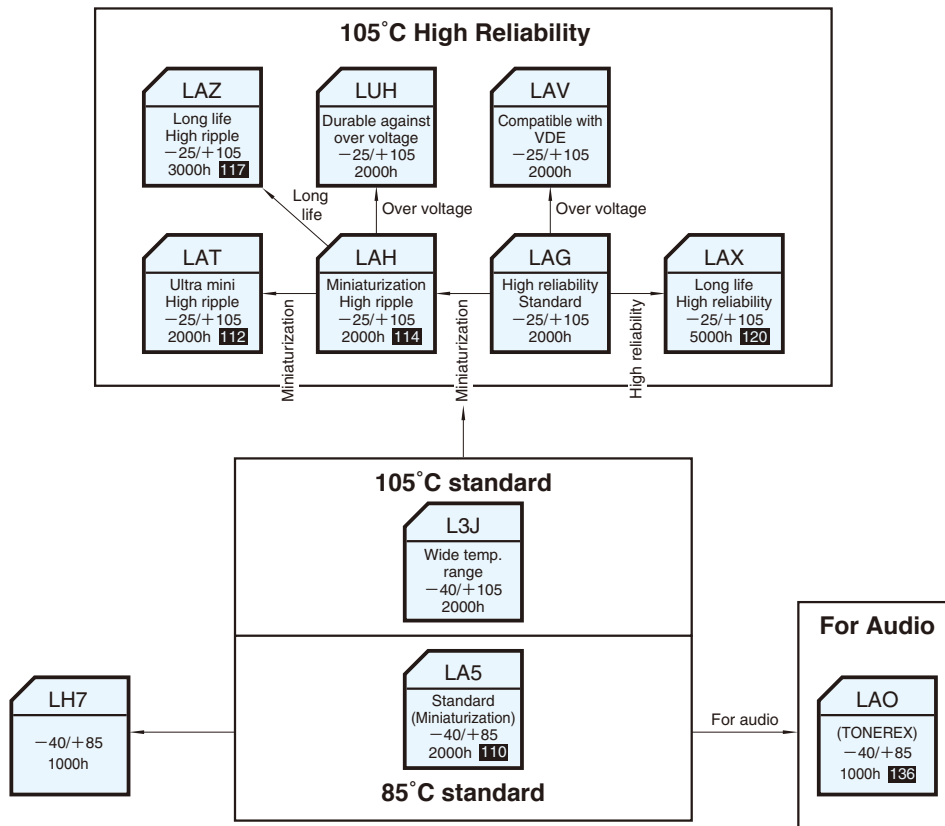 105°C High Reliability
LAZ
Long life
High ripple
−25/+105
3000h 117
LUH
Durable against
over voltage
−25/+105
2000h
LAV
Compatible with
VDE
−25/+105
2000h
Long
life
Over voltage
Over voltage
LAT
Ultra mini
High ripple
−25/+105
2000h 112
LAH
Miniaturization
High ripple
−25/+105
2000h 114
LAG
High reliability
Standard
−25/+105
2000h
LAX
Long life
High reliability
−25/+105
5000h 120
Miniaturization
Miniaturization
High reliability
105°C standard
L3J
Wide temp.
range
−40/+105
2000h
LH7
−40/+85
1000h
LA5
Standard
(Miniaturization)
−40/+85
2000h 110
85°C standard
For audio
For Audio
LAO
(TONEREX)
−40/+85
1000h 136